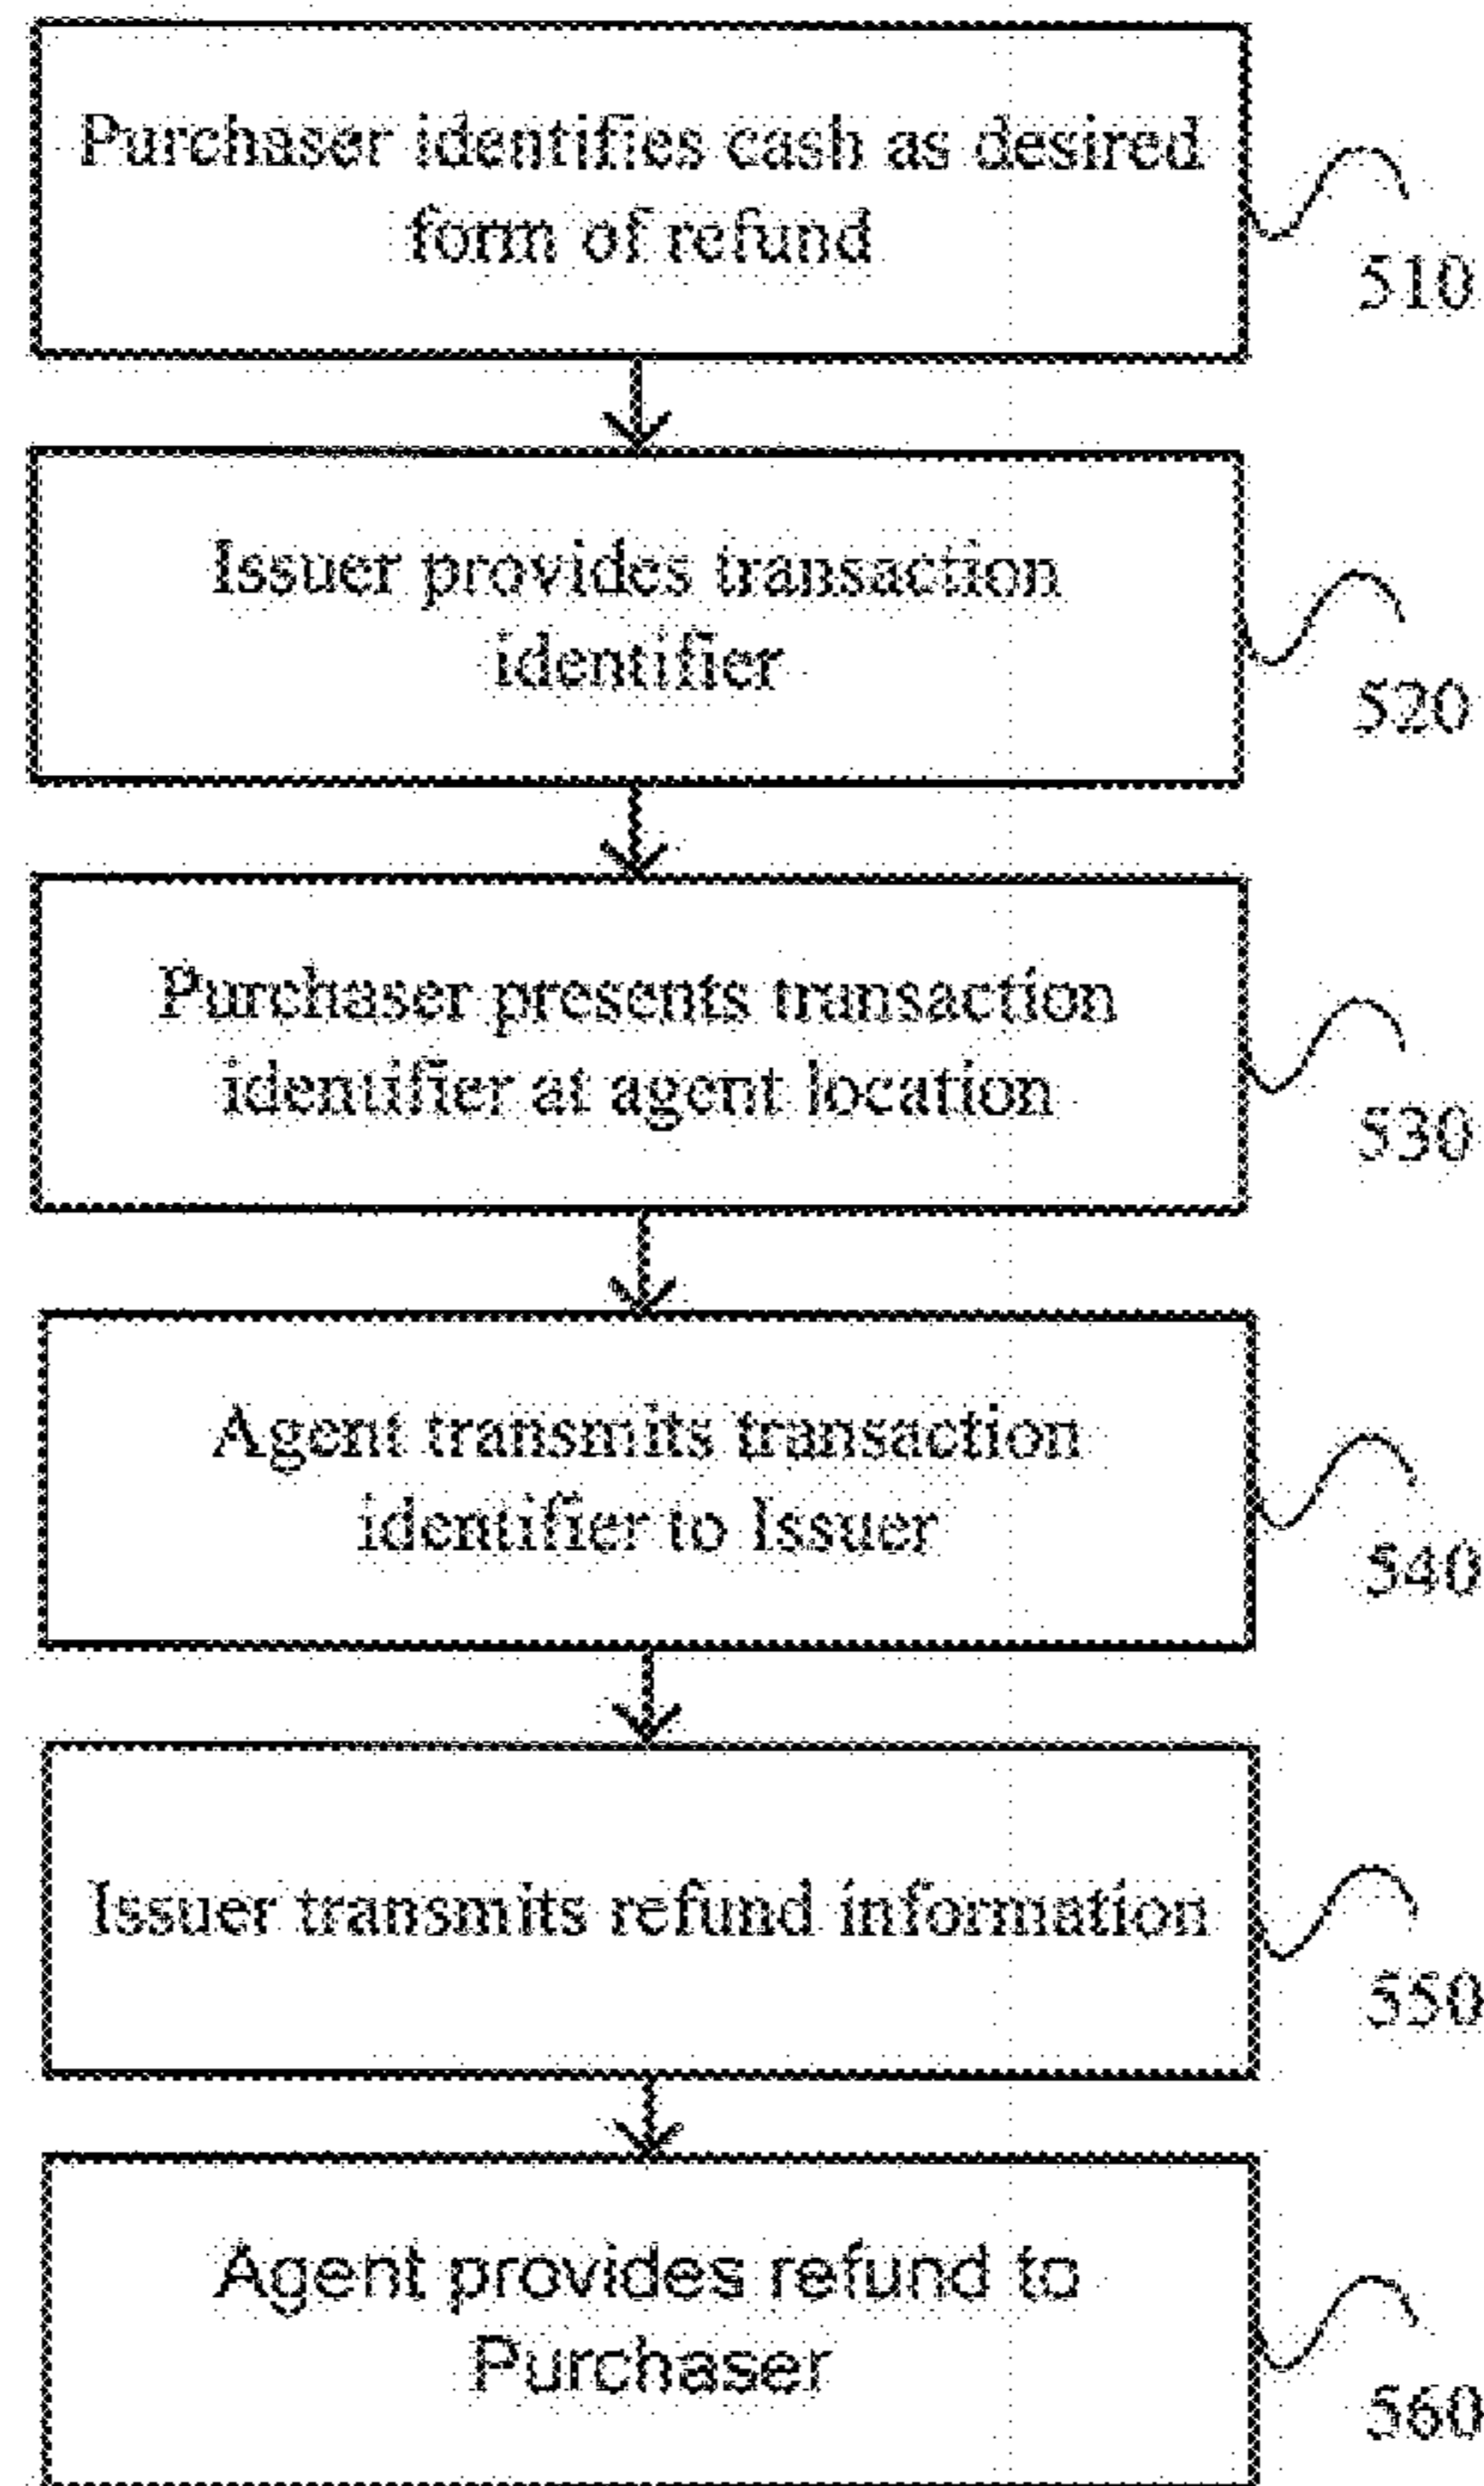 Purchaser identifies cash as desired
form of refund
510
Issuer provides transaction
identifier
520
Purchaser presents transaction
identifier at agent location
530
Agent transmits transaction
identifier to Issuer
540
Issuer transmits refund information
550
Agent provides refund to
Purchaser
560